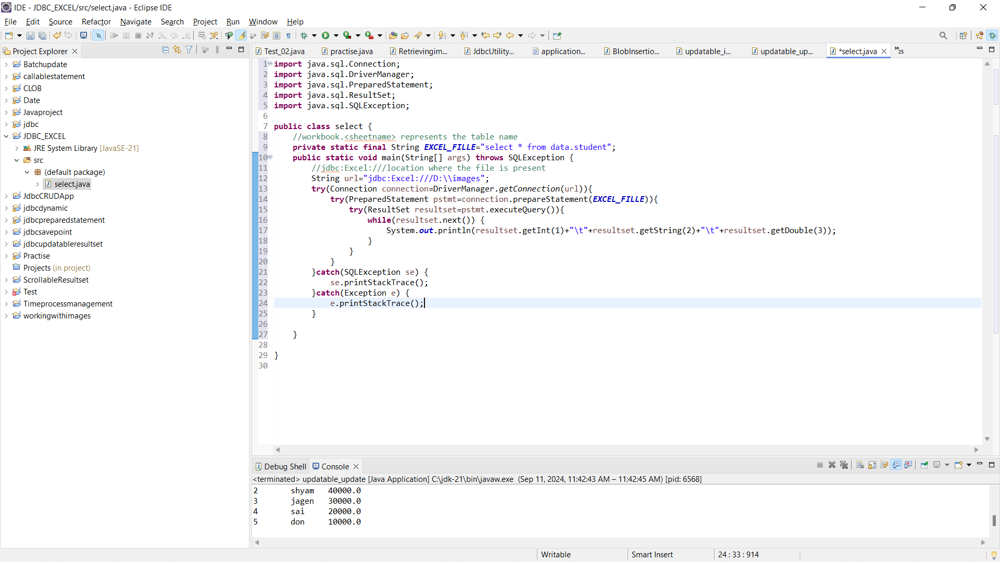 IDE - JDBC_EXCEL/src/select.java - Eclipse IDE
File Edit Source Refactor Navigate Search Project Run Window Help
Project Explorer
Batchupdate
callablestatement
CLOB
Date
Javaproject
jdbc
JDBC_EXCEL
JRE System Library [JavaSE-21]
src
(default package)
select.java
JdbcCRUDApp
jdbcdynamic
jdbcpreparedstatement
jdbcsavepoint
jdbcupdatableresultset
Practise
Projects (in project)
ScrollableResultset
Test
Timeprocessmanagement
workingwithimages
Test_02.java practise.java Retrievingim... JdbcUtility... application... BlobInsertio... updatable_i... updatable_up... *select.java »25
1 import java.sql.Connection;
2 import java.sql.DriverManager;
3 import java.sql.PreparedStatement;
4 import java.sql.ResultSet;
5 import java.sql.SQLException;
6
7 public class select {
8     //workbook.<sheetname> represents the table name
9     private static final String EXCEL_FILLE="select * from data.student";
10     public static void main(String[] args) throws SQLException {
11         //jdbc:Excel:///location where the file is present
12         String url="jdbc:Excel:///D:\\images";
13         try(Connection connection=DriverManager.getConnection(url)){
14             try(PreparedStatement pstmt=connection.prepareStatement(EXCEL_FILLE)){
15                 try(ResultSet resultset=pstmt.executeQuery()){
16                     while(resultset.next()) {
17                         System.out.println(resultset.getInt(1)+"\t"+resultset.getString(2)+"\t"+resultset.getDouble(3));
18                     }
19                 }
20             }
21         }catch(SQLException se) {
22             se.printStackTrace();
23         }catch(Exception e) {
24             e.printStackTrace();
25         }
26
27     }
28
29 }
30
Debug Shell Console
<terminated> updatable_update [Java Application] C:\jdk-21\bin\javaw.exe (Sep 11, 2024, 11:42:43 AM – 11:42:45 AM) [pid: 6568]
2 shyam 40000.0
3 jagen 30000.0
4 sai 20000.0
5 don 10000.0
Writable Smart Insert 24 : 33 : 914